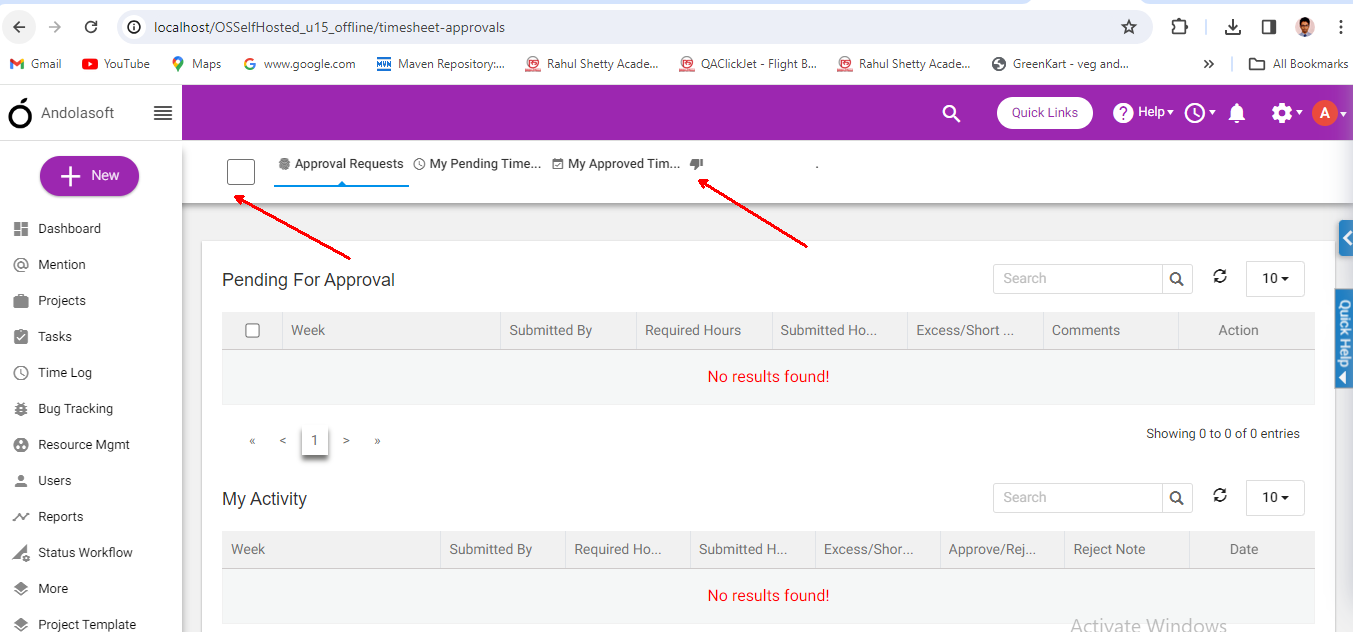 localhost/OSSelfHosted_u15_offline/timesheet-approvals
Gmail YouTube Maps www.google.com Maven Repository:... Rahul Shetty Acade... QAClickJet - Flight B... Rahul Shetty Acade... GreenKart - veg and... » All Bookmarks
Andolasoft
Quick Links
Help
A
New
Approval Requests My Pending Time... My Approved Tim... .
Dashboard
Mention
Projects
Tasks
Time Log
Bug Tracking
Resource Mgmt
Users
Reports
Status Workflow
More
Project Template
Pending For Approval
Search
10
Week Submitted By Required Hours Submitted Ho... Excess/Short ... Comments Action
No results found!
« < 1 > »
Showing 0 to 0 of 0 entries
My Activity
Search
10
Week Submitted By Required Ho... Submitted H... Excess/Shor... Approve/Rej... Reject Note Date
No results found!
Quick Help
Activate Windows